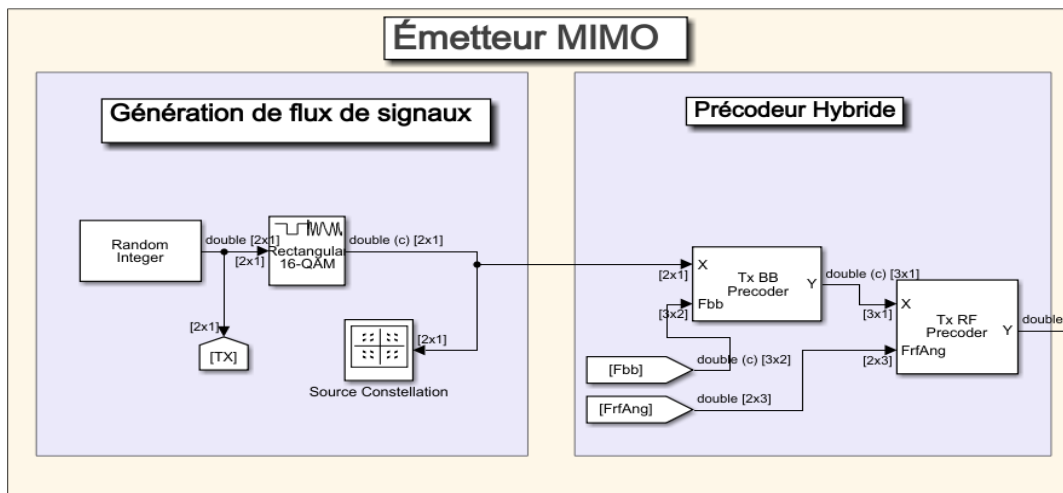 Émetteur MIMO
Génération de flux de signaux
Précodeur Hybride
Random
Integer
double [2x1]
[2x1]
Rectangular
16-QAM
double (c) [2x1]
[2x1]
[TX]
[2x1]
Source Constellation
[2x1]
X
Fbb
[3x2]
Tx BB
Precoder
Y
double (c) [3x1]
[3x1]
X
FrfAng
[2x3]
Tx RF
Precoder
Y
double
[Fbb]
double (c) [3x2]
[FrfAng]
double [2x3]